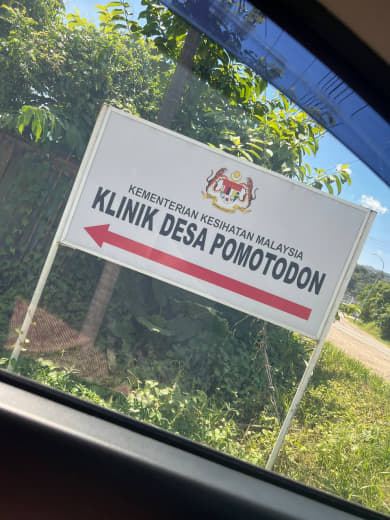 KEMENTERIAN KESIHATAN MALAYSIA
KLINIK DESA POMOTODON